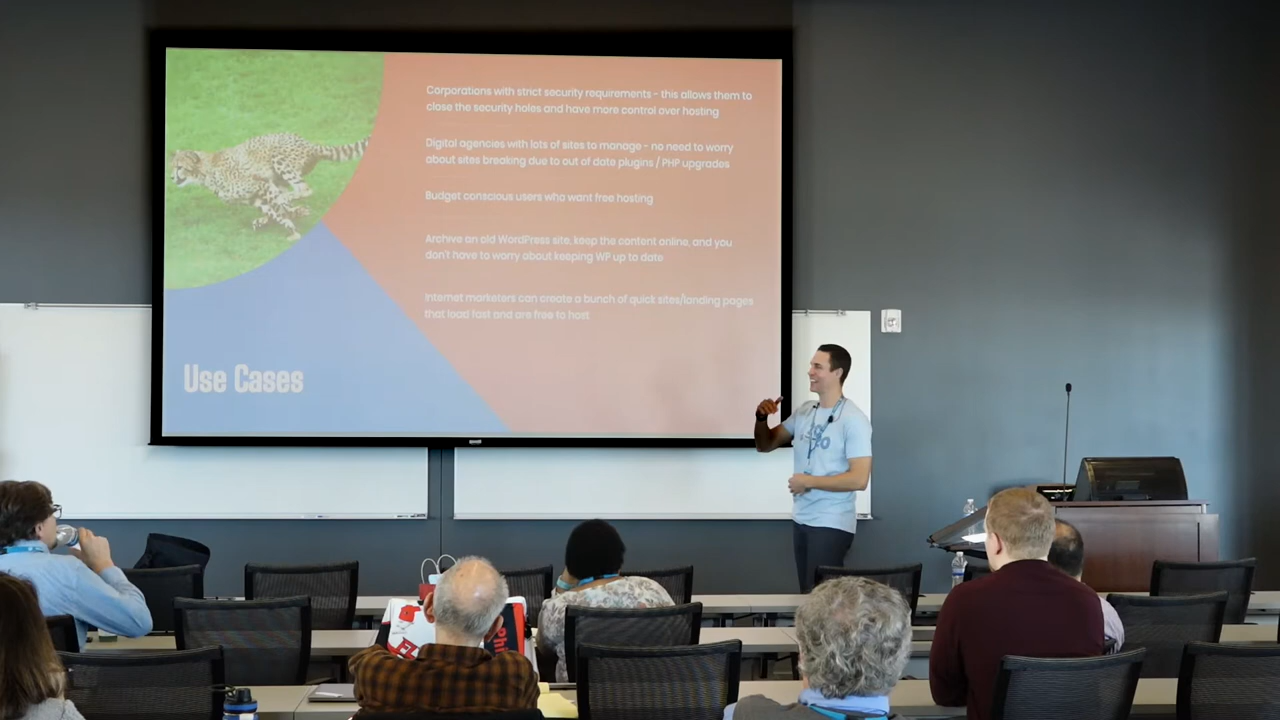 Corporations with strict security requirements - this allows them to
close the security holes and have more control over hosting
Digital agencies with lots of sites to manage - no need to worry
about sites breaking due to out of date plugins / PHP upgrades
Budget conscious users who want free hosting
Archive an old WordPress site, keep the content online, and you
don't have to worry about keeping WP up to date
Internet marketers can create a bunch of quick sites/landing pages
that load fast and are free to host
Use Cases